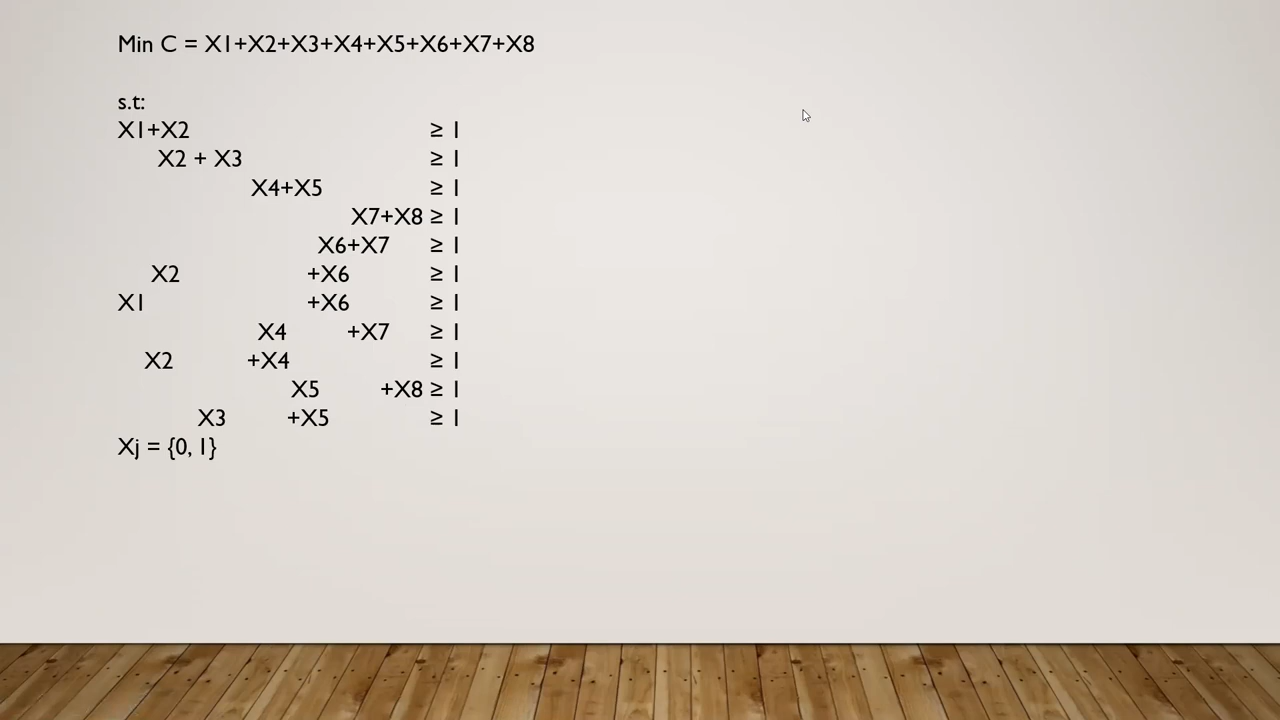 Min C = X1+X2+X3+X4+X5+X6+X7+X8
s.t:
X1+X2 ≥ 1
X2 + X3 ≥ 1
X4+X5 ≥ 1
X7+X8 ≥ 1
X6+X7 ≥ 1
X2 +X6 ≥ 1
X1 +X6 ≥ 1
X4 +X7 ≥ 1
X2 +X4 ≥ 1
X5 +X8 ≥ 1
X3 +X5 ≥ 1
Xj = {0, 1}